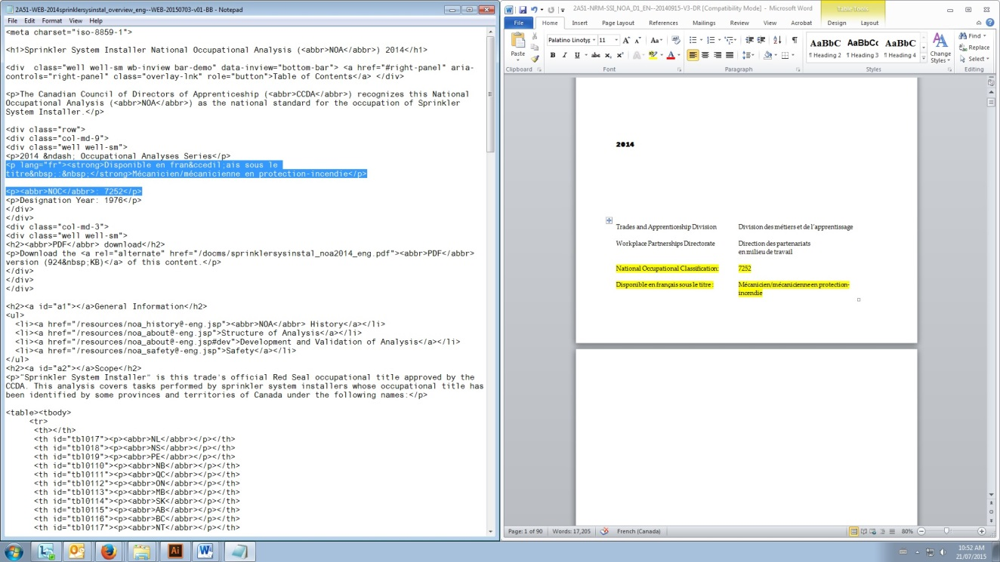 2A51-WEB-2014sprinklersysinstal_overview_eng--WEB-20150703-v01-BB - Notepad
File Edit Format View Help
<meta charset="iso-8859-1">
<h1>Sprinkler System Installer National Occupational Analysis (<abbr>NOA</abbr>) 2014</h1>
<div  class="well well-sm wb-inview bar-demo" data-inview="bottom-bar"> <a href="#right-panel" aria-
controls="right-panel" class="overlay-lnk" role="button">Table of Contents</a> </div>
<p>The Canadian Council of Directors of Apprenticeship (<abbr>CCDA</abbr>) recognizes this National
Occupational Analysis (<abbr>NOA</abbr>) as the national standard for the occupation of Sprinkler
System Installer.</p>
<div class="row">
<div class="col-md-9">
<div class="well well-sm">
<p>2014 &ndash; Occupational Analyses Series</p>
<p lang="fr"><strong>Disponible en fran&ccedil;ais sous le
titre&nbsp;:&nbsp;</strong>Mécanicien/mécanicienne en protection-incendie</p>
<p><abbr>NOC</abbr>: 7252</p>
<p>Designation Year: 1976</p>
</div>
</div>
<div class="col-md-3">
<div class="well well-sm">
<h2><abbr>PDF</abbr> download</h2>
<p>Download the <a rel="alternate" href="/docms/sprinklersysinstal_noa2014_eng.pdf"><abbr>PDF</abbr>
version (924&nbsp;KB)</a> of this content.</p>
</div>
</div>
</div>
<h2><a id="a1"></a>General Information</h2>
<ul>
<li><a href="/resources/noa_history@-eng.jsp"><abbr>NOA</abbr> History</a></li>
<li><a href="/resources/noa_about@-eng.jsp">Structure of Analysis</a></li>
<li><a href="/resources/noa_about@-eng.jsp#dev">Development and Validation of Analysis</a></li>
<li><a href="/resources/noa_safety@-eng.jsp">Safety</a></li>
</ul>
<h2><a id="a2"></a>Scope</h2>
<p>"Sprinkler System Installer" is this trade's official Red Seal occupational title approved by the
CCDA. This analysis covers tasks performed by sprinkler system installers whose occupational title has
been identified by some provinces and territories of Canada under the following names:</p>
<table><tbody>
<tr>
<th></th>
<th id="tbl017"><p><abbr>NL</abbr></p></th>
<th id="tbl018"><p><abbr>NS</abbr></p></th>
<th id="tbl019"><p><abbr>PE</abbr></p></th>
<th id="tbl0110"><p><abbr>NB</abbr></p></th>
<th id="tbl0111"><p><abbr>QC</abbr></p></th>
<th id="tbl0112"><p><abbr>ON</abbr></p></th>
<th id="tbl0113"><p><abbr>MB</abbr></p></th>
<th id="tbl0114"><p><abbr>SK</abbr></p></th>
<th id="tbl0115"><p><abbr>AB</abbr></p></th>
<th id="tbl0116"><p><abbr>BC</abbr></p></th>
<th id="tbl0117"><p><abbr>NT</abbr></p></th>
2A51-NRM-SSI_NOA_D1_EN--20140915-V3-DR [Compatibility Mode] - Microsoft Word
Table Tools
File Home Insert Page Layout References Mailings Review View Acrobat Design Layout
Palatino Linoty 11
Paste
B I U abc
¶ Heading 2 ¶ Heading 3 ¶ Heading 4
AaBbC AaBbCc AaBbC
Change Styles
Find
Replace
Select
Clipboard Font Paragraph Styles Editing
2014
Trades and Apprenticeship Division Division des métiers et de l'apprentissage
Workplace Partnerships Directorate Direction des partenariats
en milieu de travail
National Occupational Classification: 7252
Disponible en français sous le titre : Mécanicien/mécanicienne en protection-
incendie
Page: 1 of 90 Words: 17,205 French (Canada) 80%
10:52 AM
21/07/2015